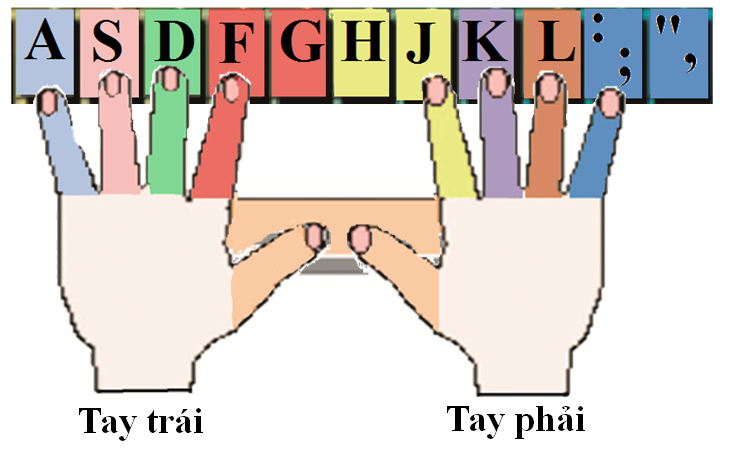 A S D F G H J K L : ; " ,
Tay trái Tay phải